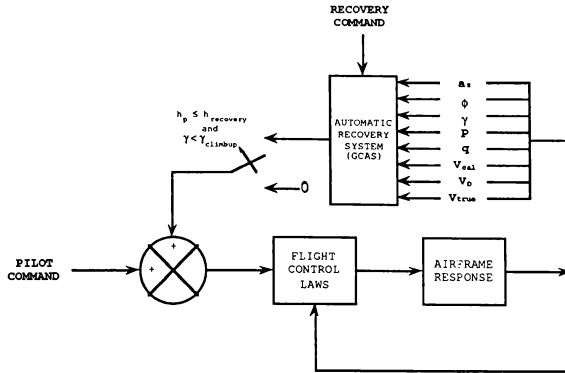 RECOVERY
COMMAND
h_p ≤ h_recovery
and
γ < γ_climbup
AUTOMATIC
RECOVERY
SYSTEM
(GCAS)
a_z
φ
γ
p
q
V_cal
V_D
V_true
0
+
+
PILOT
COMMAND
FLIGHT
CONTROL
LAWS
AIRFRAME
RESPONSE